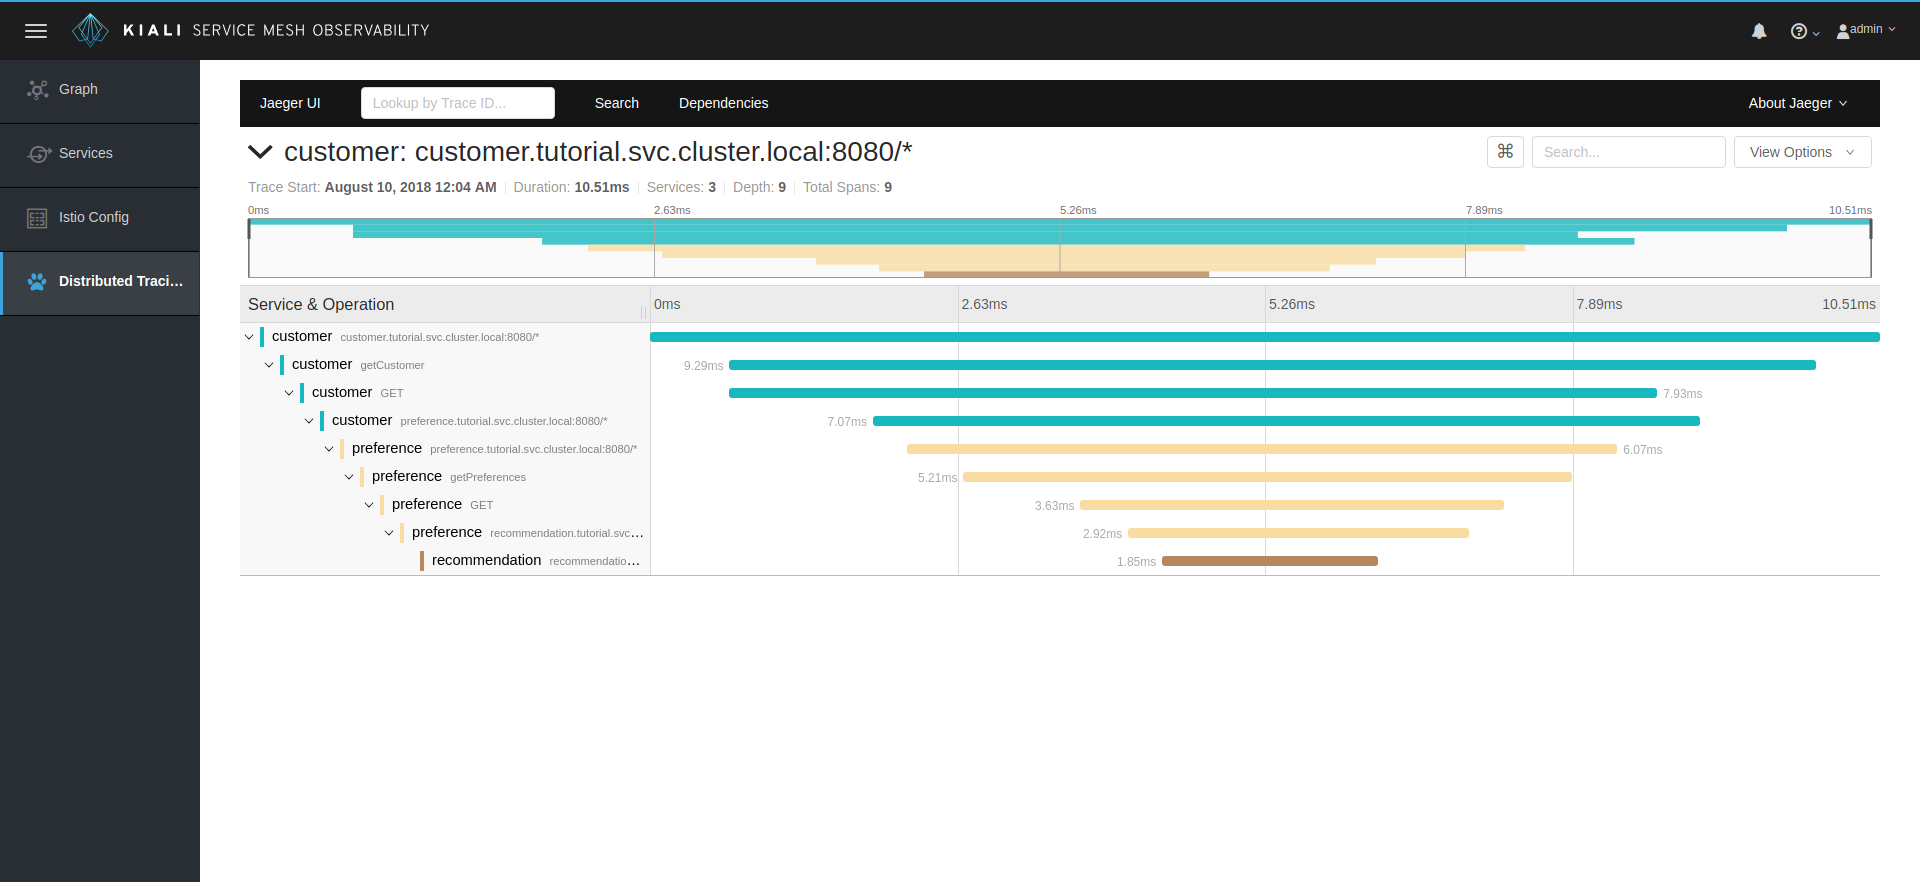 KIALI SERVICE MESH OBSERVABILITY
admin
Graph
Services
Istio Config
Distributed Traci...
Jaeger UI
Lookup by Trace ID...
Search
Dependencies
About Jaeger
customer: customer.tutorial.svc.cluster.local:8080/*
⌘
Search...
View Options
Trace Start: August 10, 2018 12:04 AM Duration: 10.51ms Services: 3 Depth: 9 Total Spans: 9
0ms 2.63ms 5.26ms 7.89ms 10.51ms
Service & Operation 0ms 2.63ms 5.26ms 7.89ms 10.51ms
customer customer.tutorial.svc.cluster.local:8080/*
customer getCustomer 9.29ms
customer GET 7.93ms
customer preference.tutorial.svc.cluster.local:8080/* 7.07ms
preference preference.tutorial.svc.cluster.local:8080/* 6.07ms
preference getPreferences 5.21ms
preference GET 3.63ms
preference recommendation.tutorial.svc... 2.92ms
recommendation recommendatio... 1.85ms